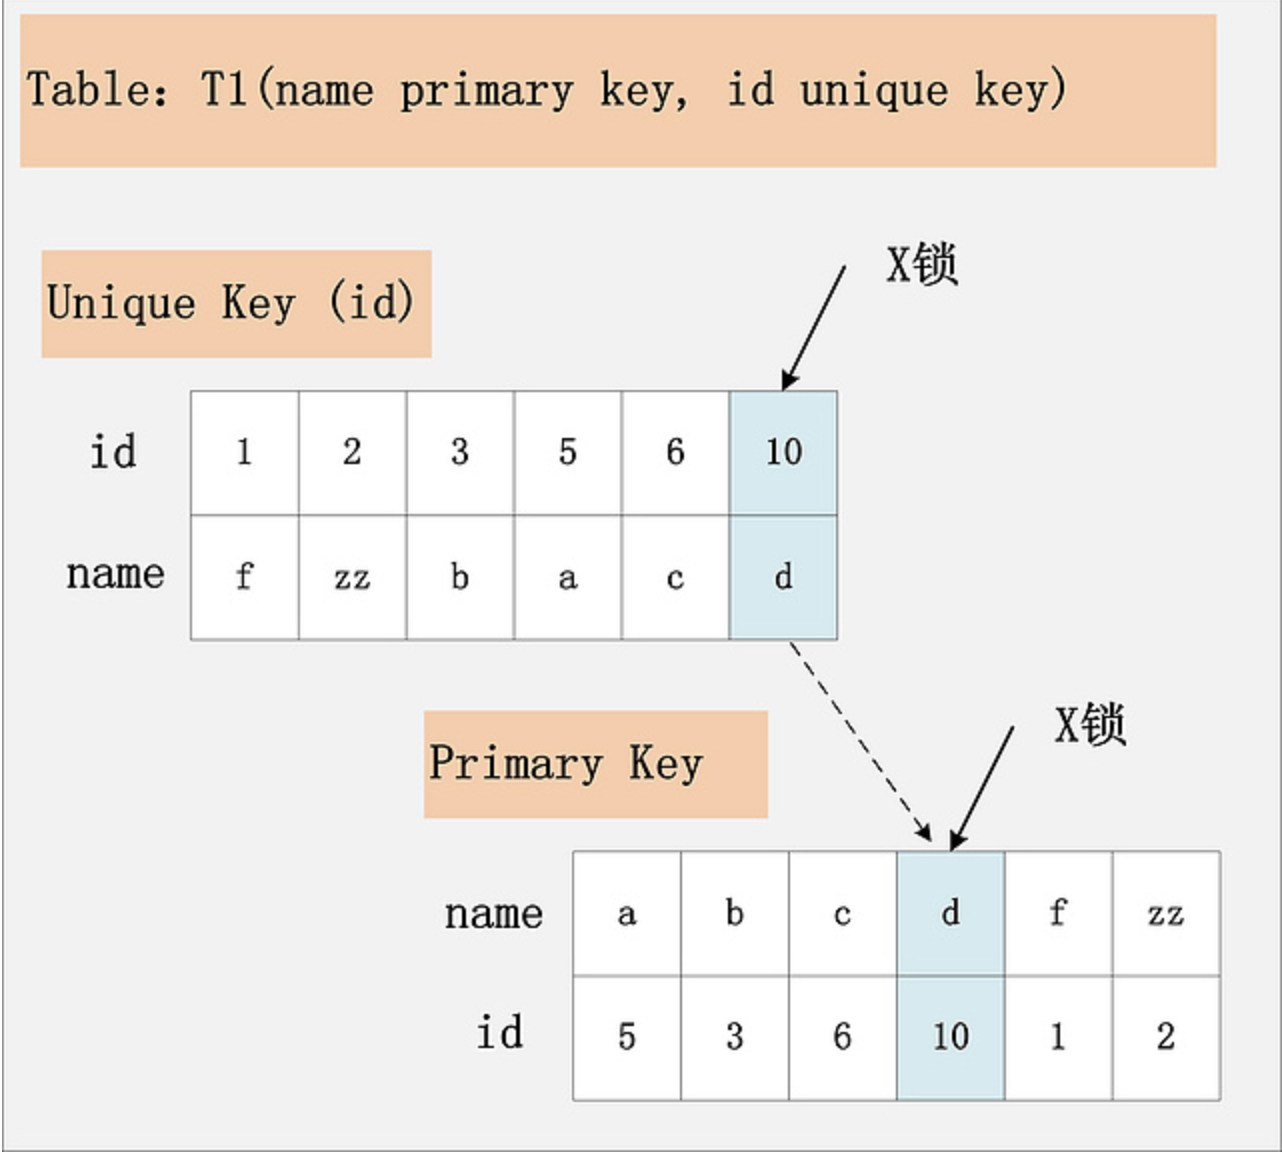 Table：T1(name primary key, id unique key)
X锁
Unique Key (id)
id 1 2 3 5 6 10
name f zz b a c d
X锁
Primary Key
name a b c d f zz
id 5 3 6 10 1 2